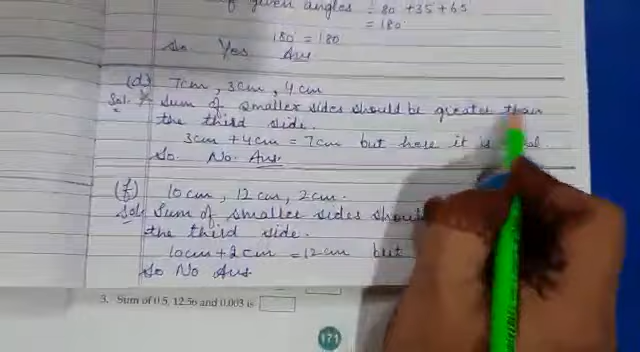 of given angles = 80 + 35 + 65
= 180
180 = 180
So Yes Ans
(d) 7cm, 3cm, 4cm
Sol: Sum of smaller sides should be greater than
the third side.
3cm + 4cm = 7cm but here it is
So. No. Ans.
(f) 10cm, 12cm, 2cm.
Sol: Sum of smaller sides
the third side.
10cm + 2cm = 12cm but
So No Ans
3. Sum of 0.5, 12.56 and 0.003 is
171